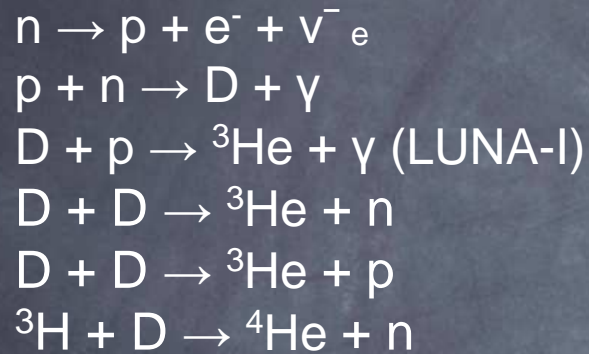 n → p + e⁻ + ν̅ₑ
p + n → D + γ
D + p → ³He + γ (LUNA-I)
D + D → ³He + n
D + D → ³He + p
³H + D → ⁴He + n